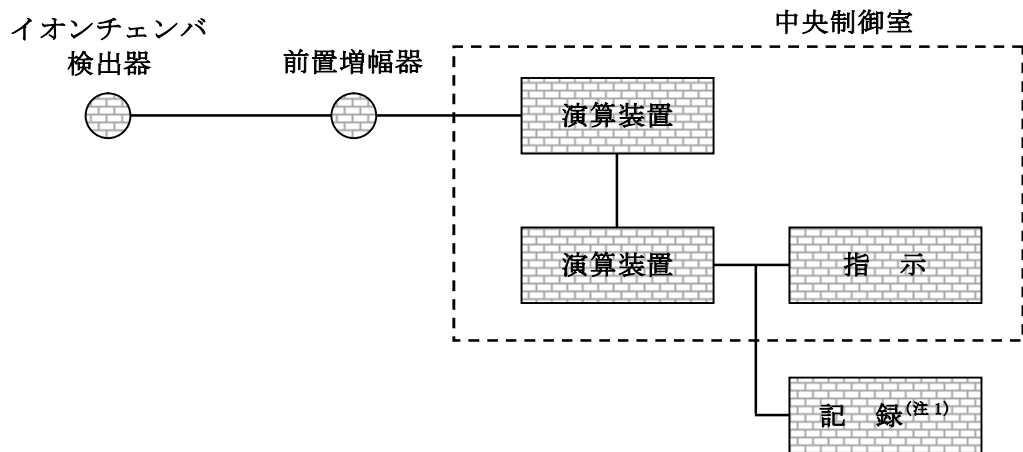 中央制御室
イオンチェンバ
検出器
前置増幅器
演算装置
演算装置
指 示
記 録(注1)